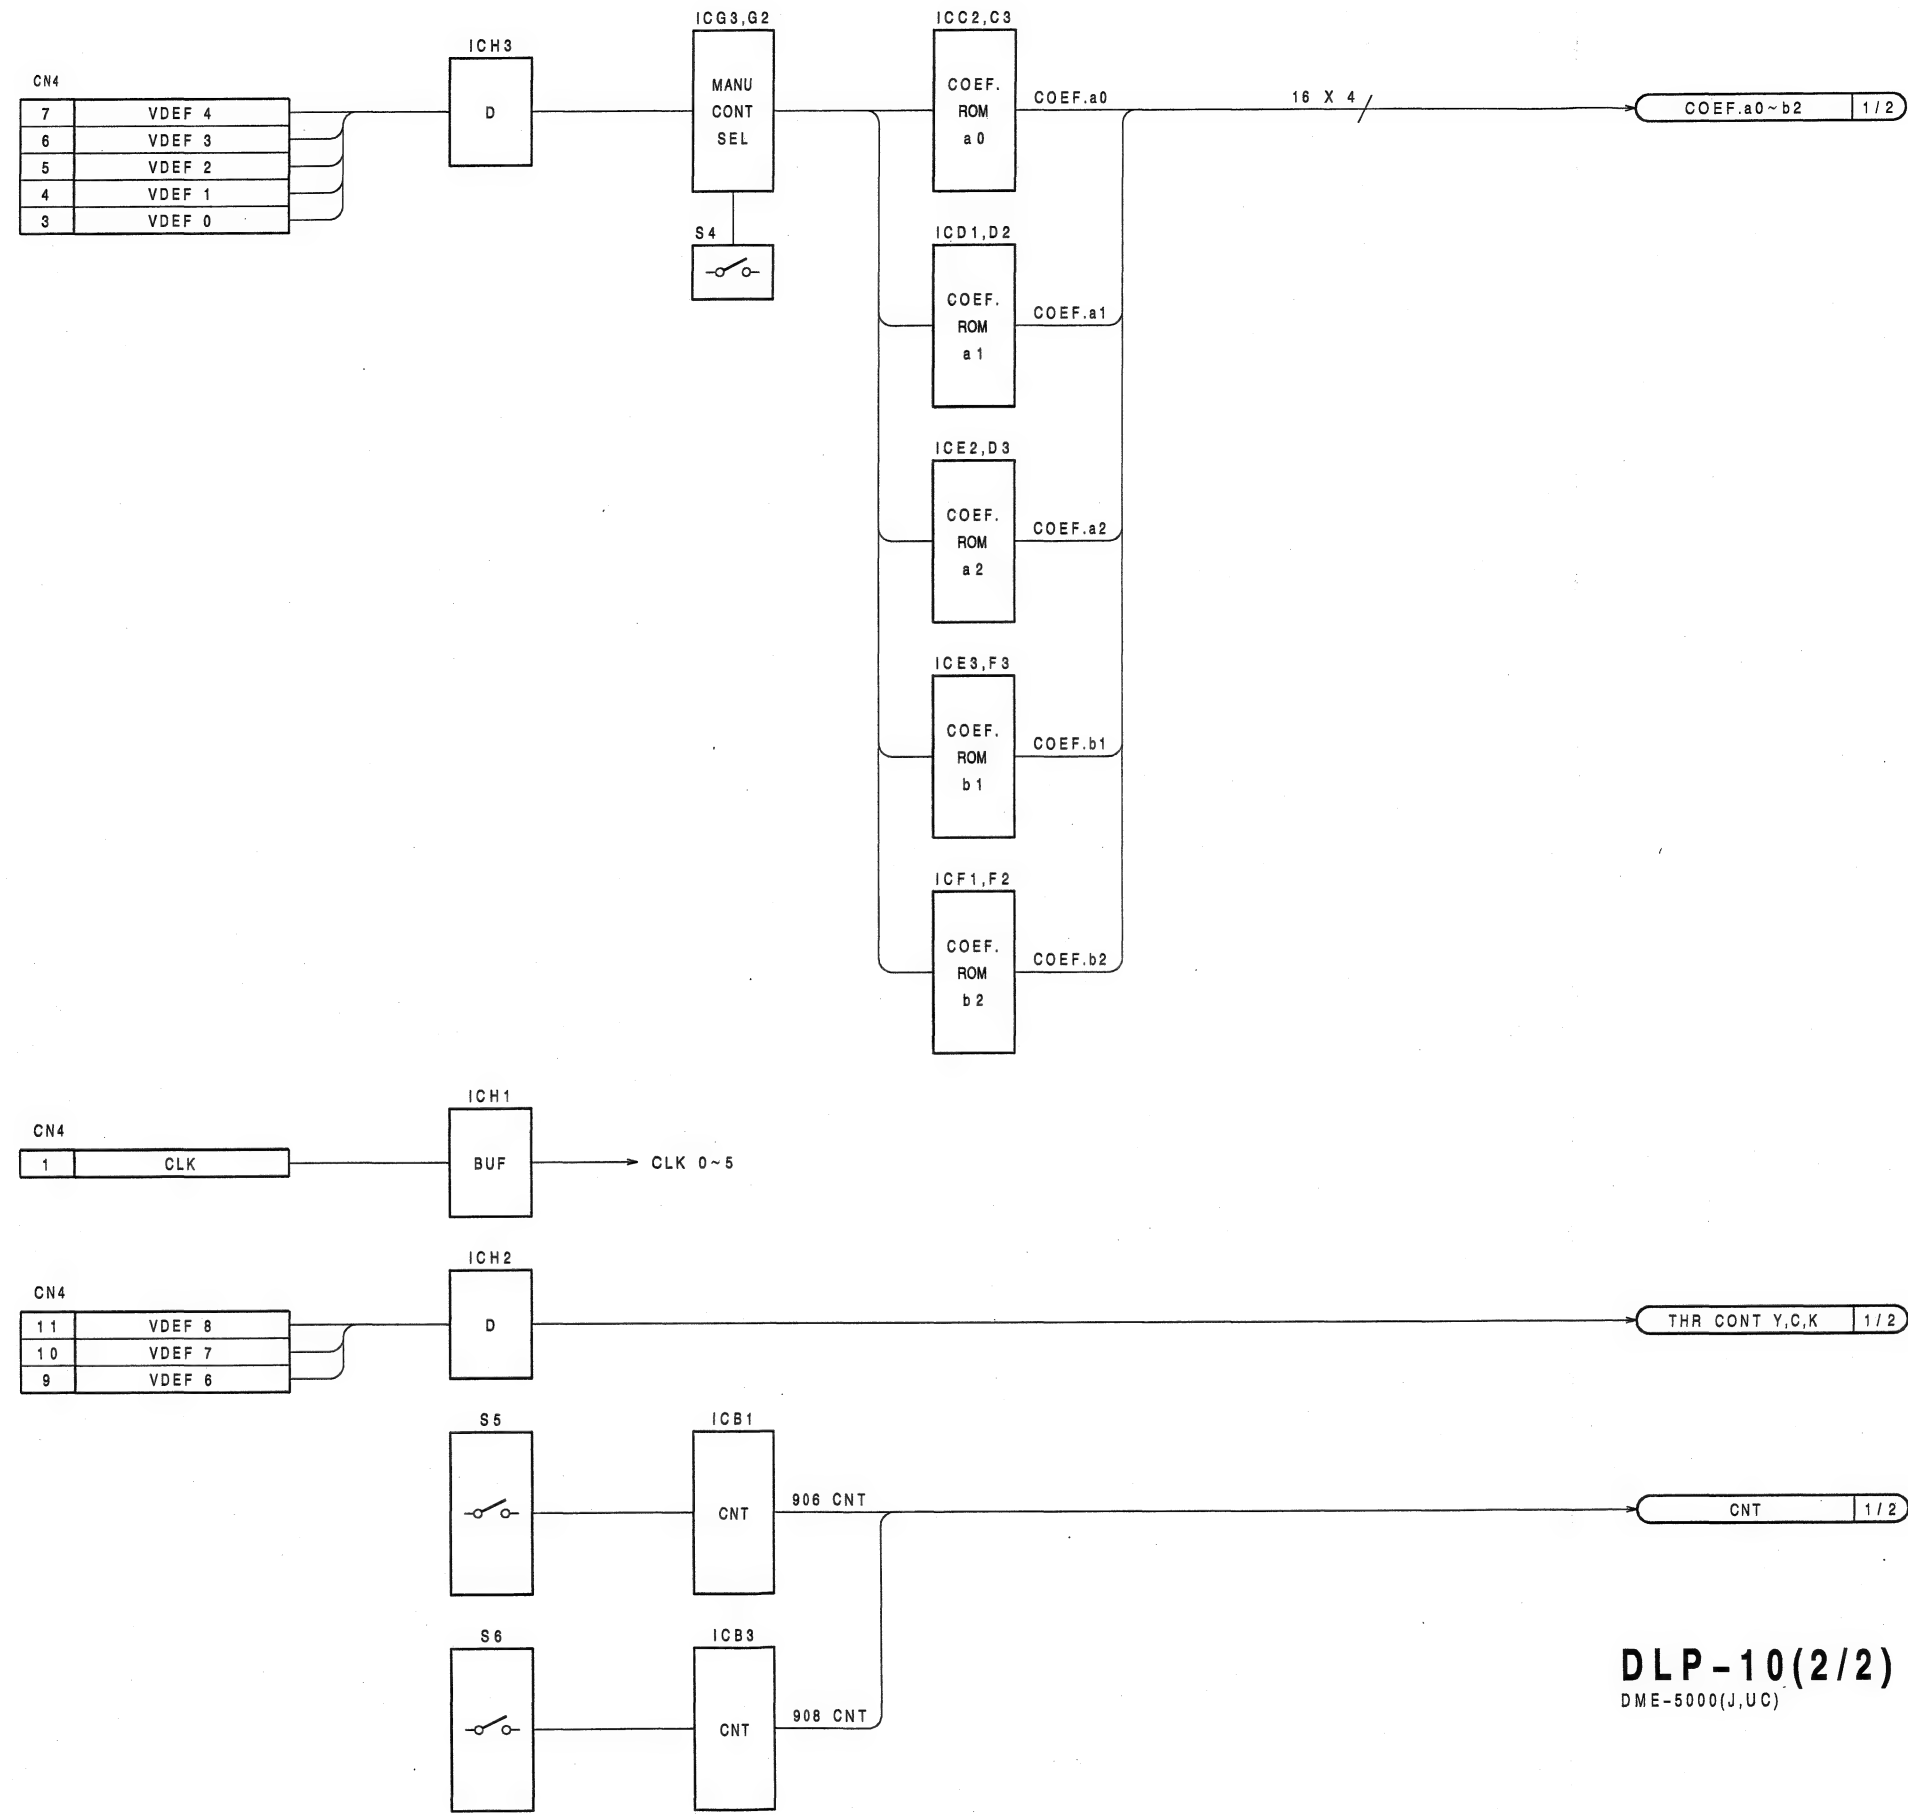 CN4
7 VDEF 4
6 VDEF 3
5 VDEF 2
4 VDEF 1
3 VDEF 0
ICH3
D
ICG3,G2
MANU
CONT
SEL
S4
ICC2,C3
COEF.
ROM
a0
COEF.a0
16 X 4
COEF.a0~b2 1/2
ICD1,D2
COEF.
ROM
a1
COEF.a1
ICE2,D3
COEF.
ROM
a2
COEF.a2
ICE3,F3
COEF.
ROM
b1
COEF.b1
ICF1,F2
COEF.
ROM
b2
COEF.b2
CN4
1 CLK
ICH1
BUF
CLK 0~5
CN4
11 VDEF 8
10 VDEF 7
9 VDEF 6
ICH2
D
THR CONT Y,C,K 1/2
S5
ICB1
CNT
906 CNT
CNT 1/2
S6
ICB3
CNT
908 CNT
DLP-10(2/2)
DME-5000(J,UC)